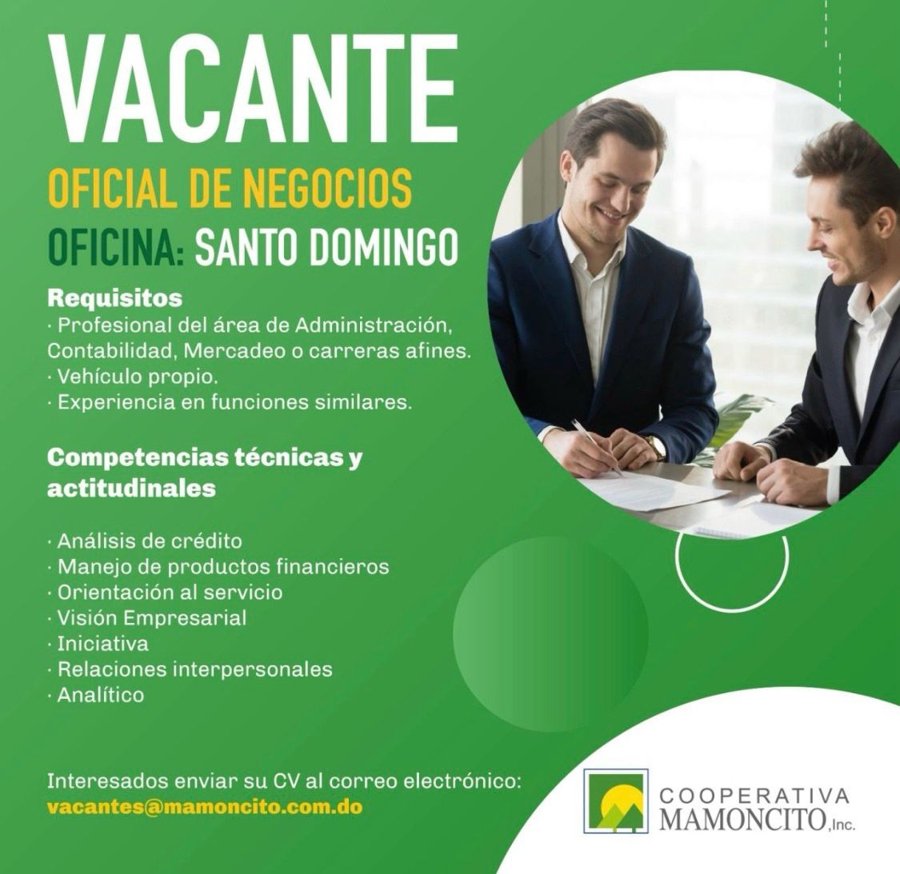 VACANTE
OFICIAL DE NEGOCIOS
OFICINA: SANTO DOMINGO
Requisitos
· Profesional del área de Administración,
Contabilidad, Mercadeo o carreras afines.
· Vehículo propio.
· Experiencia en funciones similares.
Competencias técnicas y
actitudinales
· Análisis de crédito
· Manejo de productos financieros
· Orientación al servicio
· Visión Empresarial
· Iniciativa
· Relaciones interpersonales
· Analítico
Interesados enviar su CV al correo electrónico:
vacantes@mamoncito.com.do
COOPERATIVA
MAMONCITO,Inc.